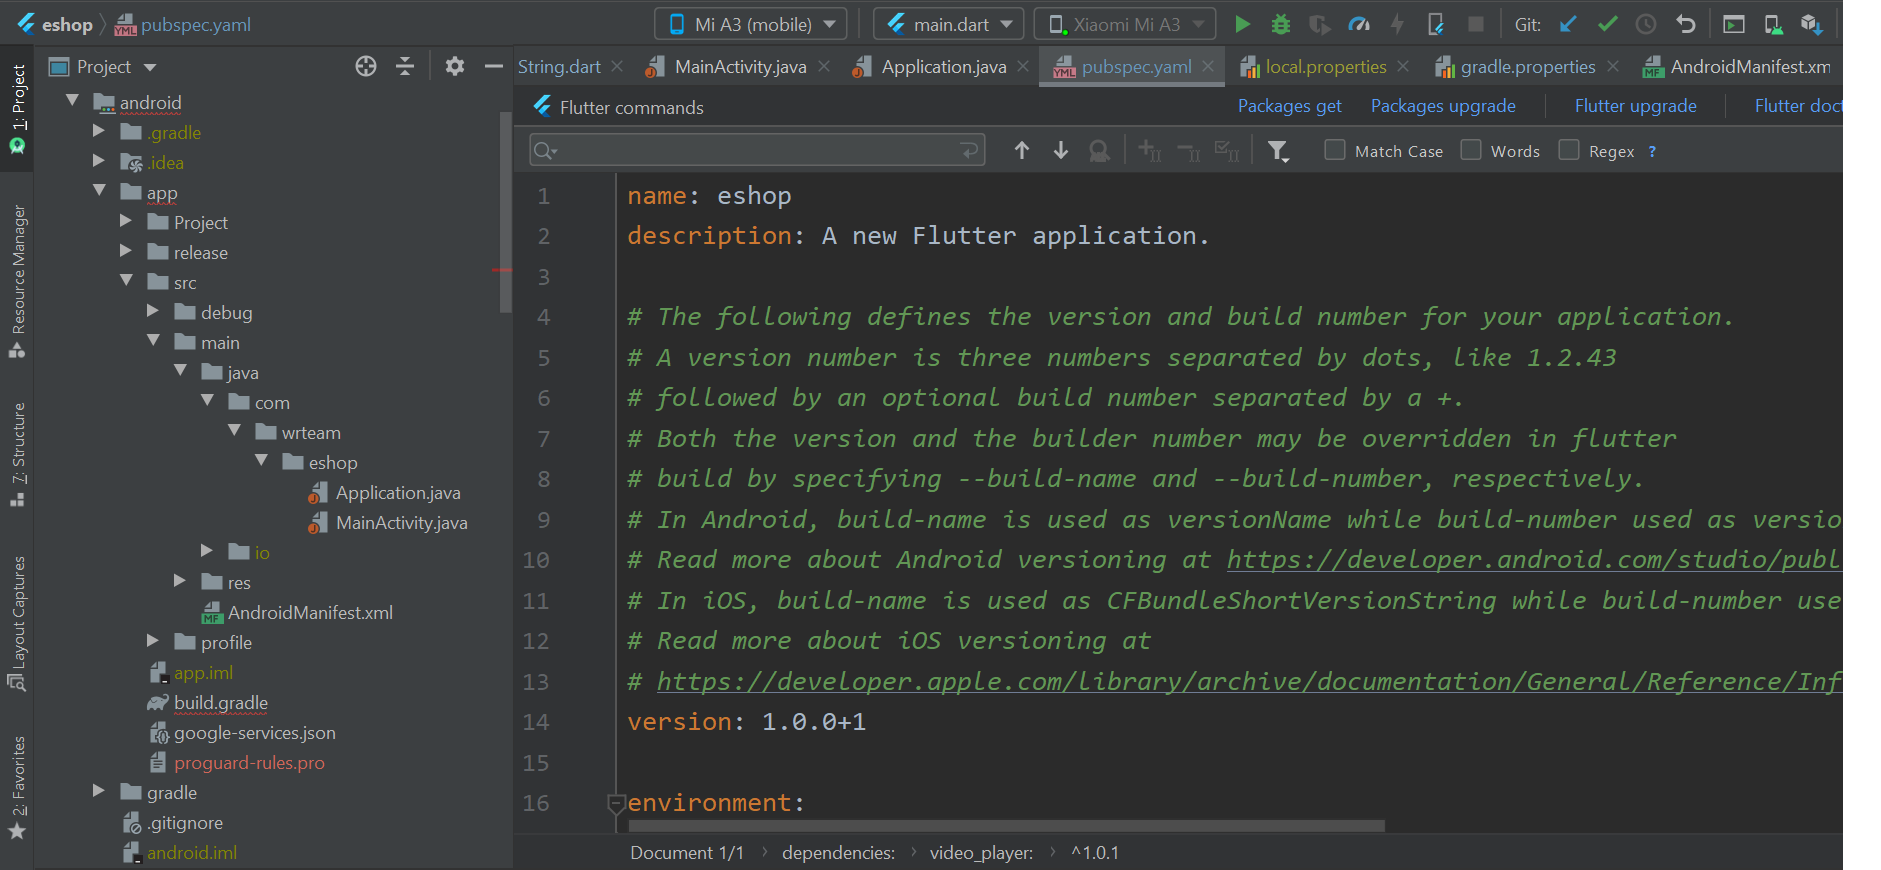 eshop pubspec.yaml Mi A3 (mobile) main.dart Xiaomi Mi A3 Git:
Project
String.dart MainActivity.java Application.java pubspec.yaml local.properties gradle.properties AndroidManifest.xm
Flutter commands Packages get Packages upgrade Flutter upgrade Flutter doct
Match Case Words Regex ?
1: Project
Resource Manager
7: Structure
Layout Captures
2: Favorites
android
.gradle
.idea
app
Project
release
src
debug
main
java
com
wrteam
eshop
Application.java
MainActivity.java
io
res
AndroidManifest.xml
profile
app.iml
build.gradle
google-services.json
proguard-rules.pro
gradle
.gitignore
android.iml
1 name: eshop
2 description: A new Flutter application.
3
4 # The following defines the version and build number for your application.
5 # A version number is three numbers separated by dots, like 1.2.43
6 # followed by an optional build number separated by a +.
7 # Both the version and the builder number may be overridden in flutter
8 # build by specifying --build-name and --build-number, respectively.
9 # In Android, build-name is used as versionName while build-number used as versio
10 # Read more about Android versioning at https://developer.android.com/studio/publ
11 # In iOS, build-name is used as CFBundleShortVersionString while build-number use
12 # Read more about iOS versioning at
13 # https://developer.apple.com/library/archive/documentation/General/Reference/Inf
14 version: 1.0.0+1
15
16 environment:
Document 1/1 › dependencies: › video_player: › ^1.0.1